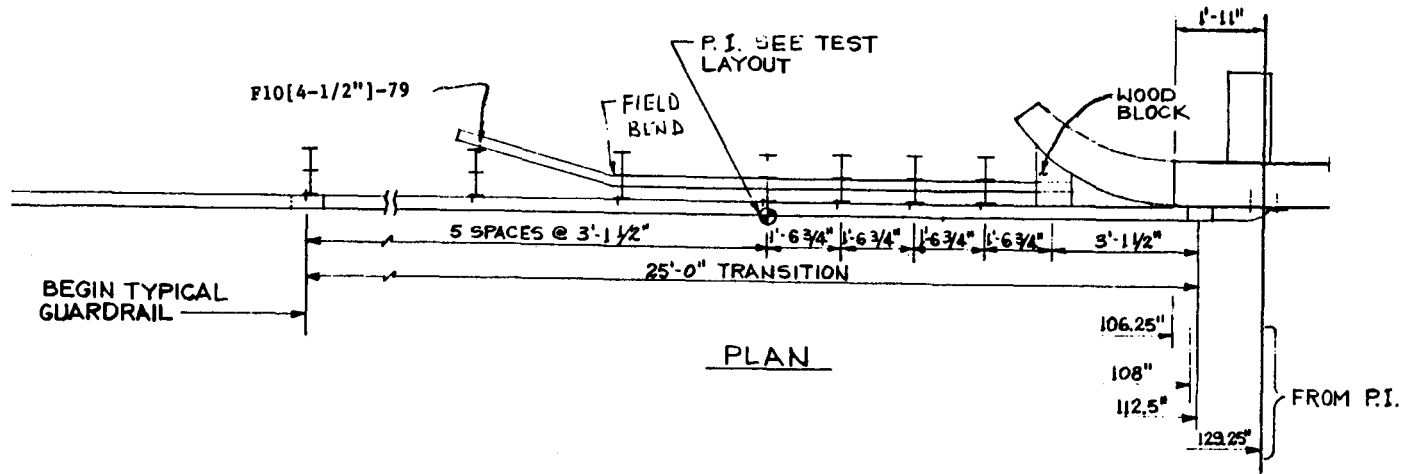 1'-11"
P.I. SEE TEST
LAYOUT
F10[4-1/2"]-79
FIELD
BEND
WOOD
BLOCK
5 SPACES @ 3'-1 1/2"
1'-6 3/4"
1'-6 3/4"
1'-6 3/4"
1'-6 3/4"
3'-1 1/2"
25'-0" TRANSITION
BEGIN TYPICAL
GUARDRAIL
106.25"
PLAN
108"
112.5"
FROM P.I.
129.25"